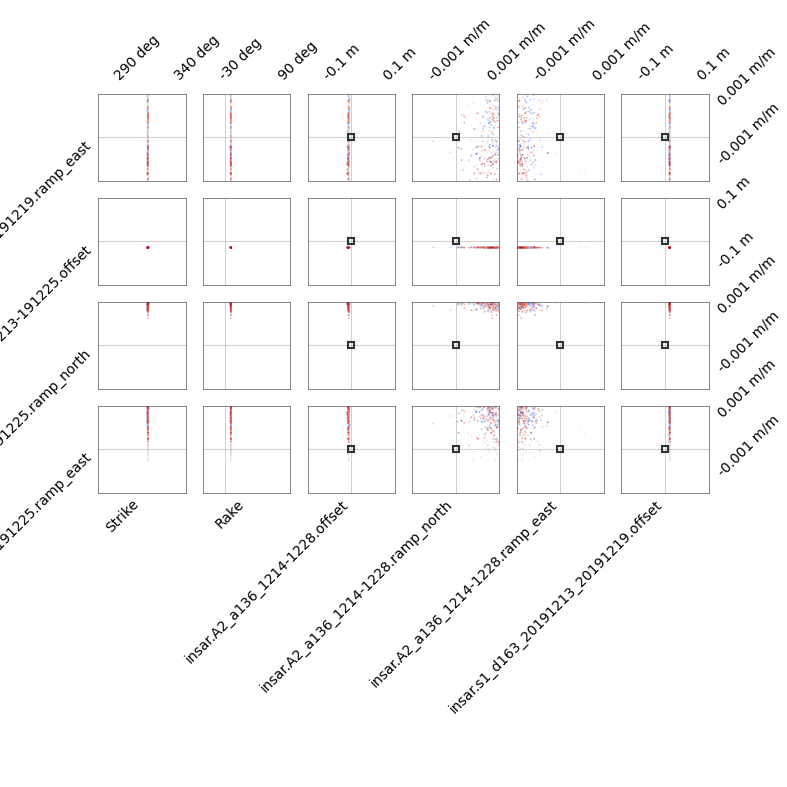 290 deg
340 deg
-30 deg
90 deg
-0.1 m
0.1 m
-0.001 m/m
0.001 m/m
-0.001 m/m
0.001 m/m
-0.1 m
0.1 m
191219.ramp_east
0.001 m/m
-0.001 m/m
213-191225.offset
0.1 m
-0.1 m
191225.ramp_north
0.001 m/m
-0.001 m/m
191225.ramp_east
0.001 m/m
-0.001 m/m
Strike
Rake
insar.A2_a136_1214-1228.offset
insar.A2_a136_1214-1228.ramp_north
insar.A2_a136_1214-1228.ramp_east
insar.s1_d163_20191213_20191219.offset